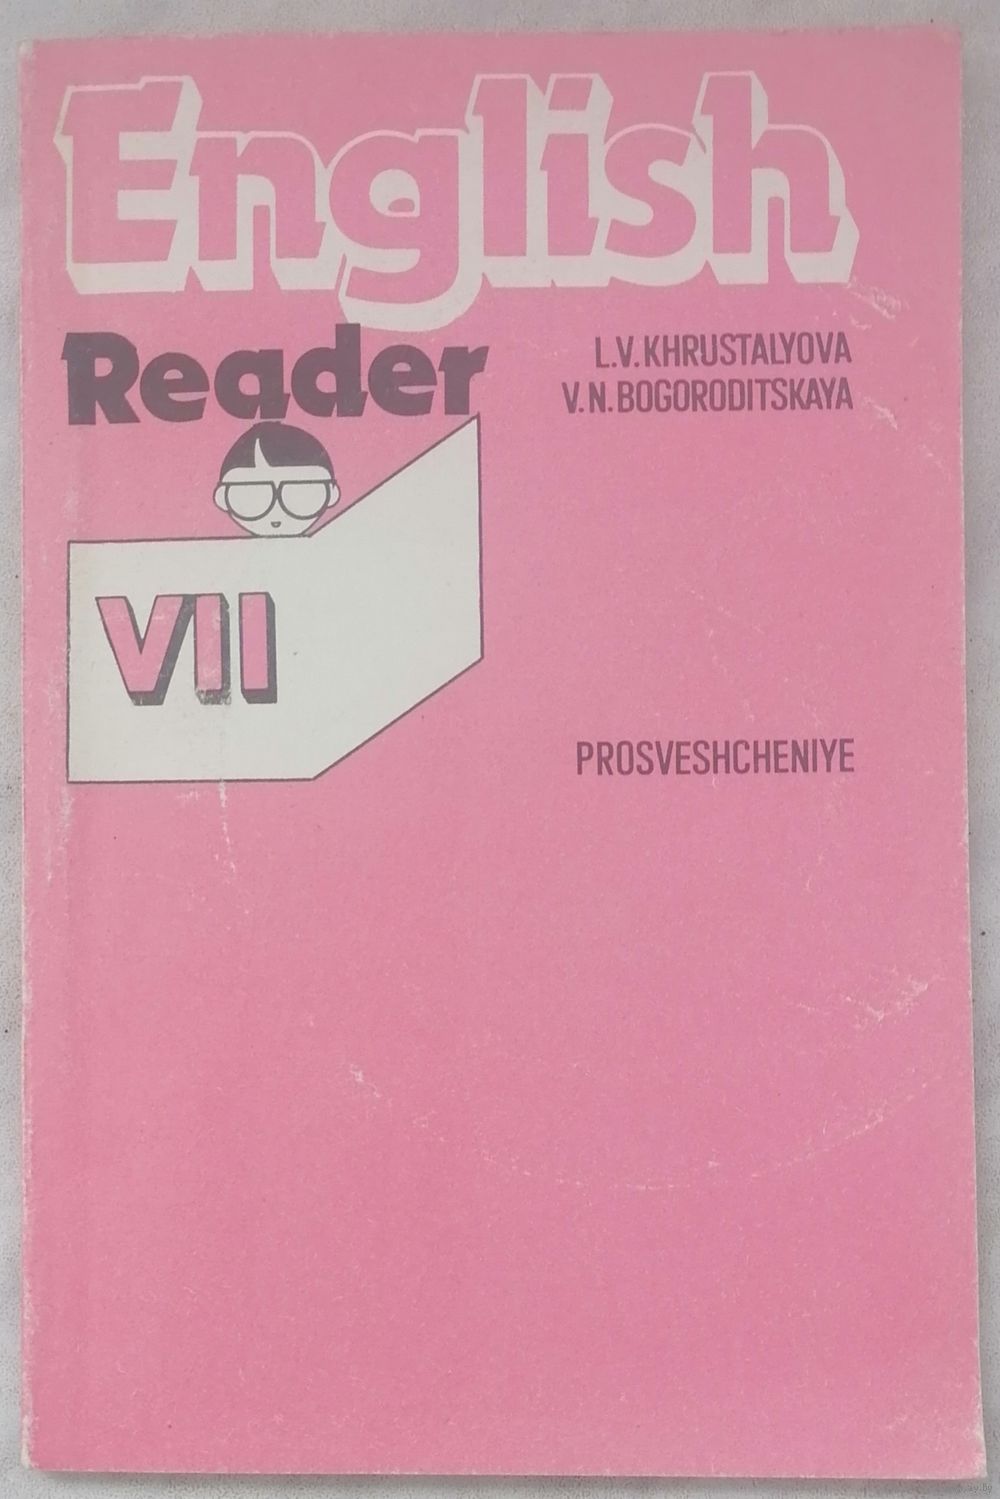 English
Reader
L.V. KHRUSTALYOVA
V. N. BOGORODITSKAYA
VII
PROSVESHCHENIYE